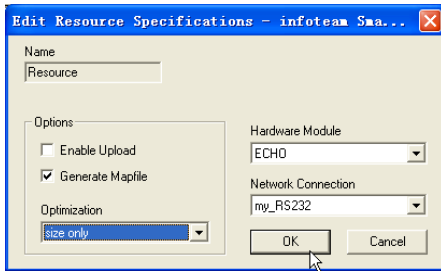 Edit Resource Specifications - infoteam Sma...
Name
Resource
Options
Enable Upload
Generate Mapfile
Optimization
size only
Hardware Module
ECHO
Network Connection
my_RS232
OK
Cancel